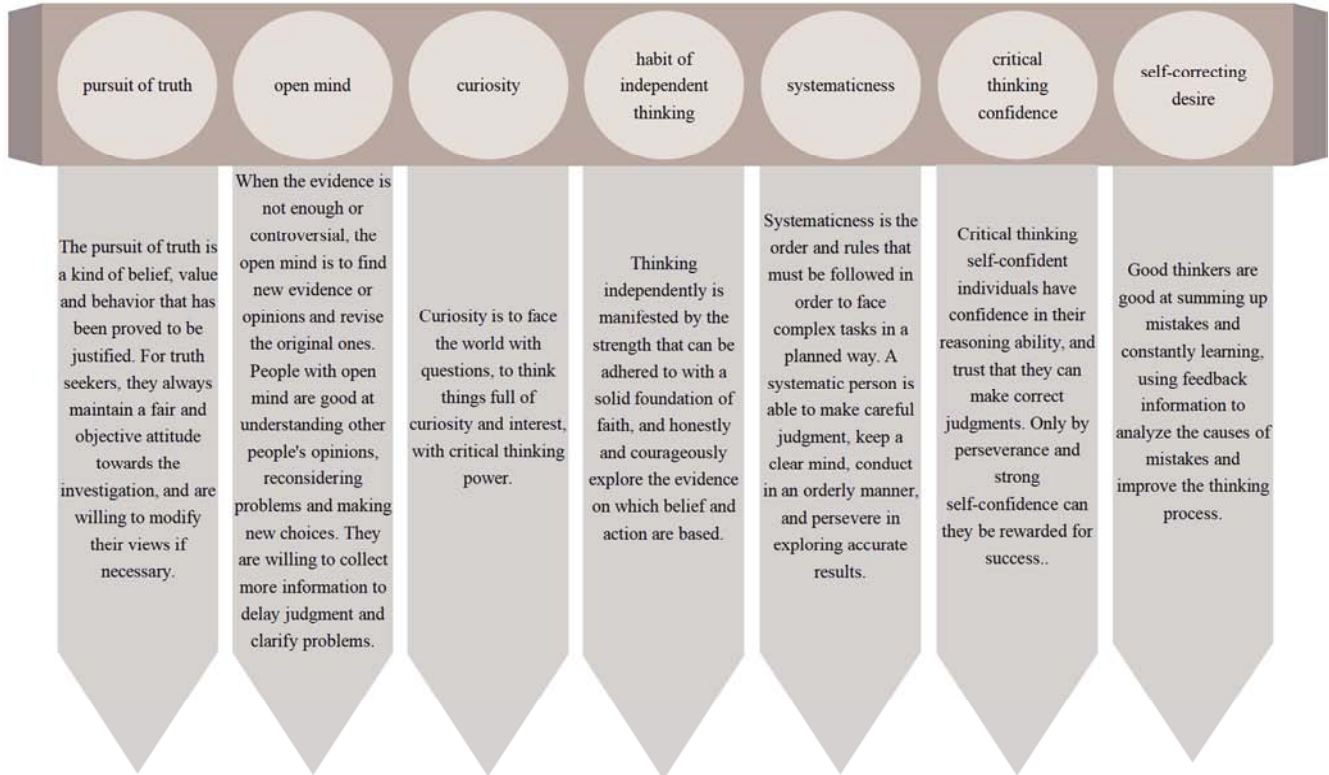 pursuit of truth
open mind
curiosity
habit of
independent
thinking
systematicness
critical
thinking
confidence
self-correcting
desire
The pursuit of truth is
a kind of belief, value
and behavior that has
been proved to be
justified. For truth
seekers, they always
maintain a fair and
objective attitude
towards the
investigation, and are
willing to modify
their views if
necessary.
When the evidence is
not enough or
controversial, the
open mind is to find
new evidence or
opinions and revise
the original ones.
People with open
mind are good at
understanding other
people's opinions,
reconsidering
problems and making
new choices. They
are willing to collect
more information to
delay judgment and
clarify problems.
Curiosity is to face
the world with
questions, to think
things full of
curiosity and interest,
with critical thinking
power.
Thinking
independently is
manifested by the
strength that can be
adhered to with a
solid foundation of
faith, and honestly
and courageously
explore the evidence
on which belief and
action are based.
Systematicness is the
order and rules that
must be followed in
order to face
complex tasks in a
planned way. A
systematic person is
able to make careful
judgment, keep a
clear mind, conduct
in an orderly manner,
and persevere in
exploring accurate
results.
Critical thinking
self-confident
individuals have
confidence in their
reasoning ability, and
trust that they can
make correct
judgments. Only by
perseverance and
strong
self-confidence can
they be rewarded for
success..
Good thinkers are
good at summing up
mistakes and
constantly learning,
using feedback
information to
analyze the causes of
mistakes and
improve the thinking
process.